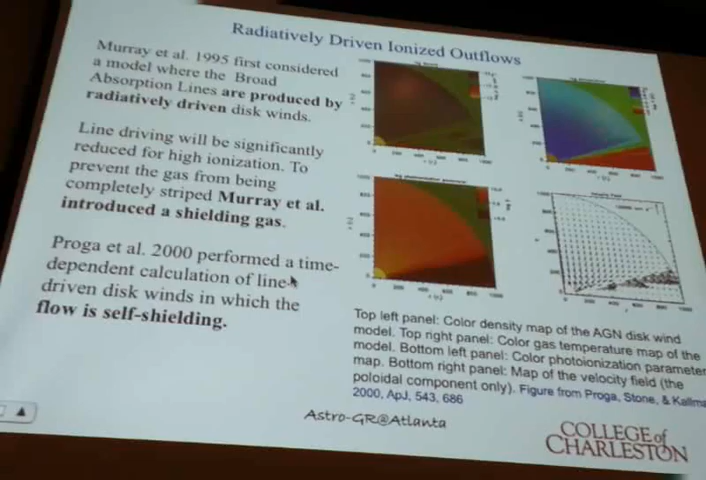 Radiatively Driven Ionized Outflows
Murray et al. 1995 first considered
a model where the Broad
Absorption Lines are produced by
radiatively driven disk winds.
Line driving will be significantly
reduced for high ionization. To
prevent the gas from being
completely striped Murray et al.
introduced a shielding gas.
Proga et al. 2000 performed a time-
dependent calculation of line-
driven disk winds in which the
flow is self-shielding.
Top left panel: Color density map of the AGN disk wind
model. Top right panel: Color gas temperature map of the
model. Bottom left panel: Color photoionization parameter
map. Bottom right panel: Map of the velocity field (the
poloidal component only). Figure from Proga, Stone, & Kallma
2000, ApJ, 543, 686
Astro-GR@Atlanta
COLLEGE of
CHARLESTON